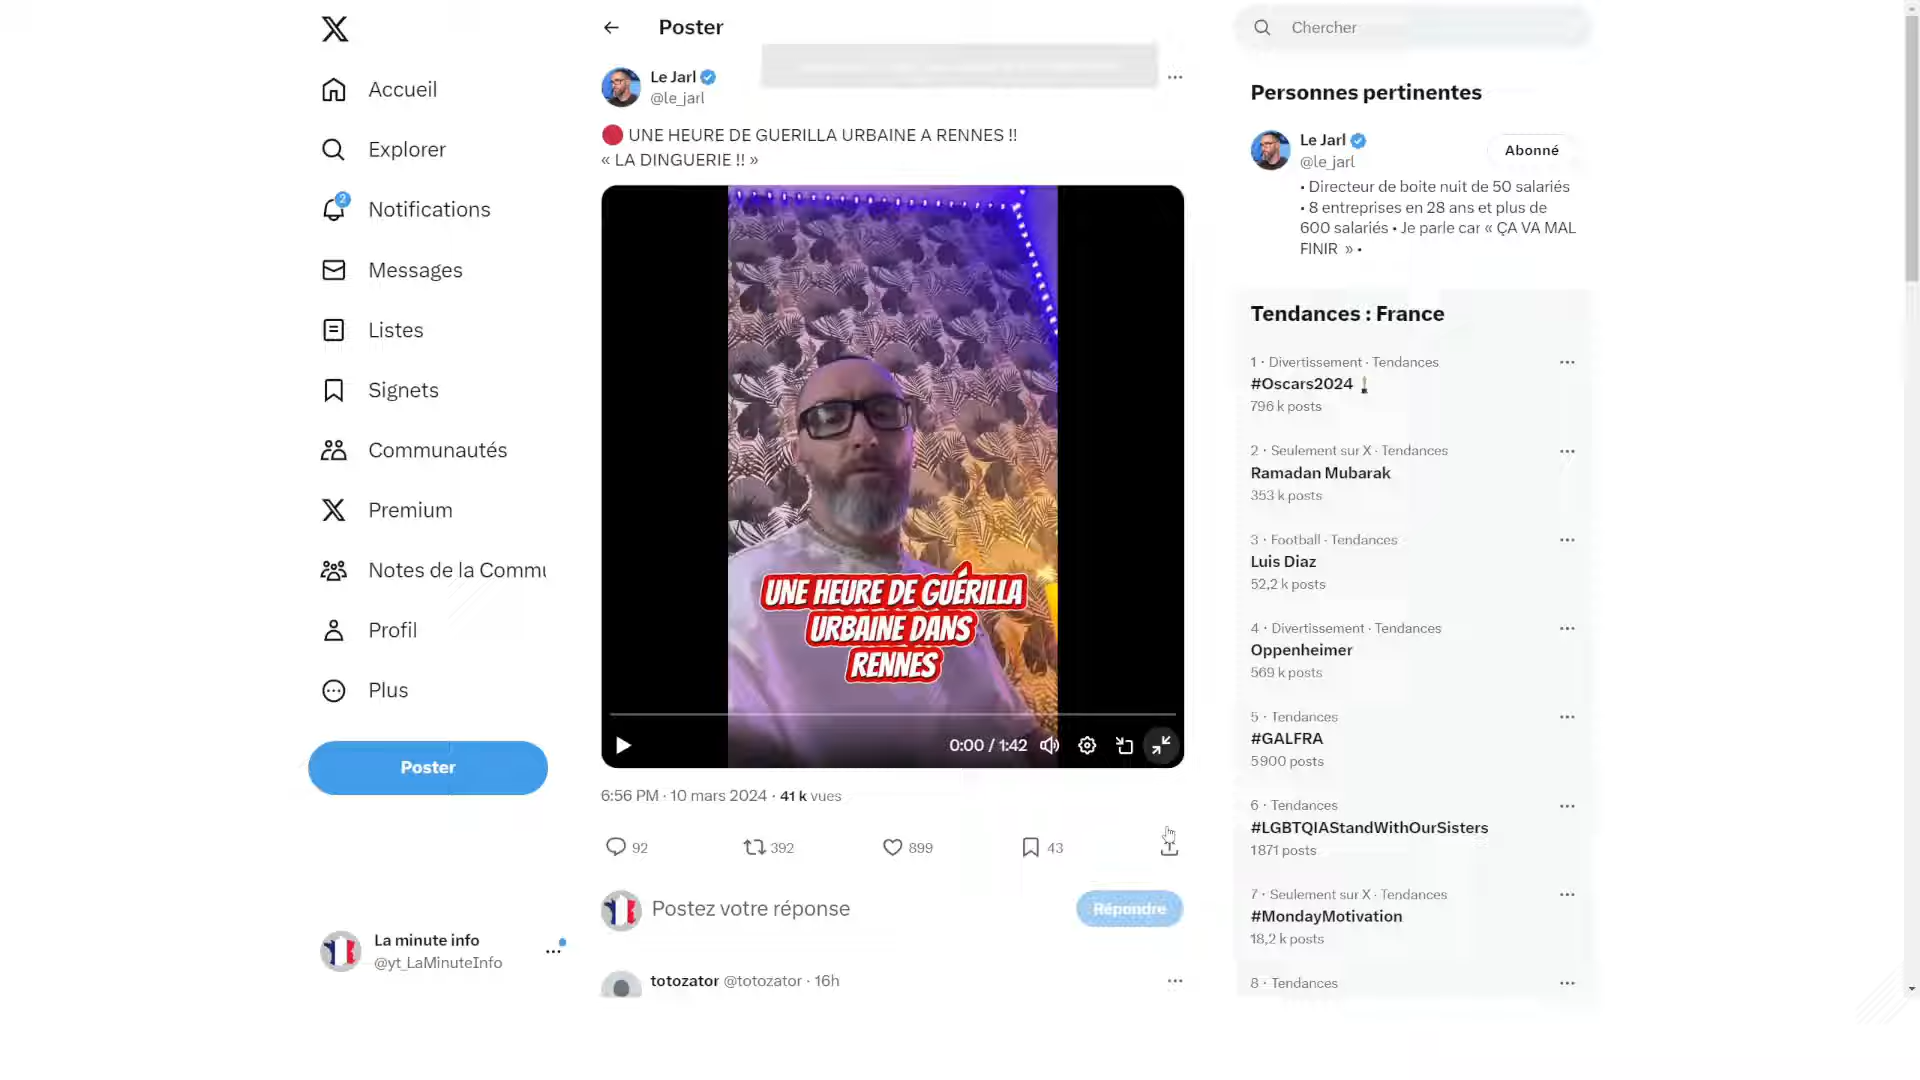 Accueil
Explorer
2
Notifications
Messages
Listes
Signets
Communautés
Premium
Notes de la Commu
Profil
Plus
Poster
La minute info
@yt_LaMinuteInfo
Poster
Le Jarl
@le_jarl
UNE HEURE DE GUERILLA URBAINE A RENNES !!
« LA DINGUERIE !! »
UNE HEURE DE GUÉRILLA
URBAINE DANS
RENNES
0:00 / 1:42
6:56 PM · 10 mars 2024 · 41 k vues
92 392 899 43
Postez votre réponse
Répondre
totozator @totozator · 16h
Chercher
Personnes pertinentes
Le Jarl
@le_jarl
Abonné
• Directeur de boite nuit de 50 salariés
• 8 entreprises en 28 ans et plus de
600 salariés • Je parle car « ÇA VA MAL
FINIR » •
Tendances : France
1 · Divertissement · Tendances
#Oscars2024
796 k posts
2 · Seulement sur X · Tendances
Ramadan Mubarak
353 k posts
3 · Football · Tendances
Luis Diaz
52,2 k posts
4 · Divertissement · Tendances
Oppenheimer
569 k posts
5 · Tendances
#GALFRA
5 900 posts
6 · Tendances
#LGBTQIAStandWithOurSisters
1 871 posts
7 · Seulement sur X · Tendances
#MondayMotivation
18,2 k posts
8 · Tendances